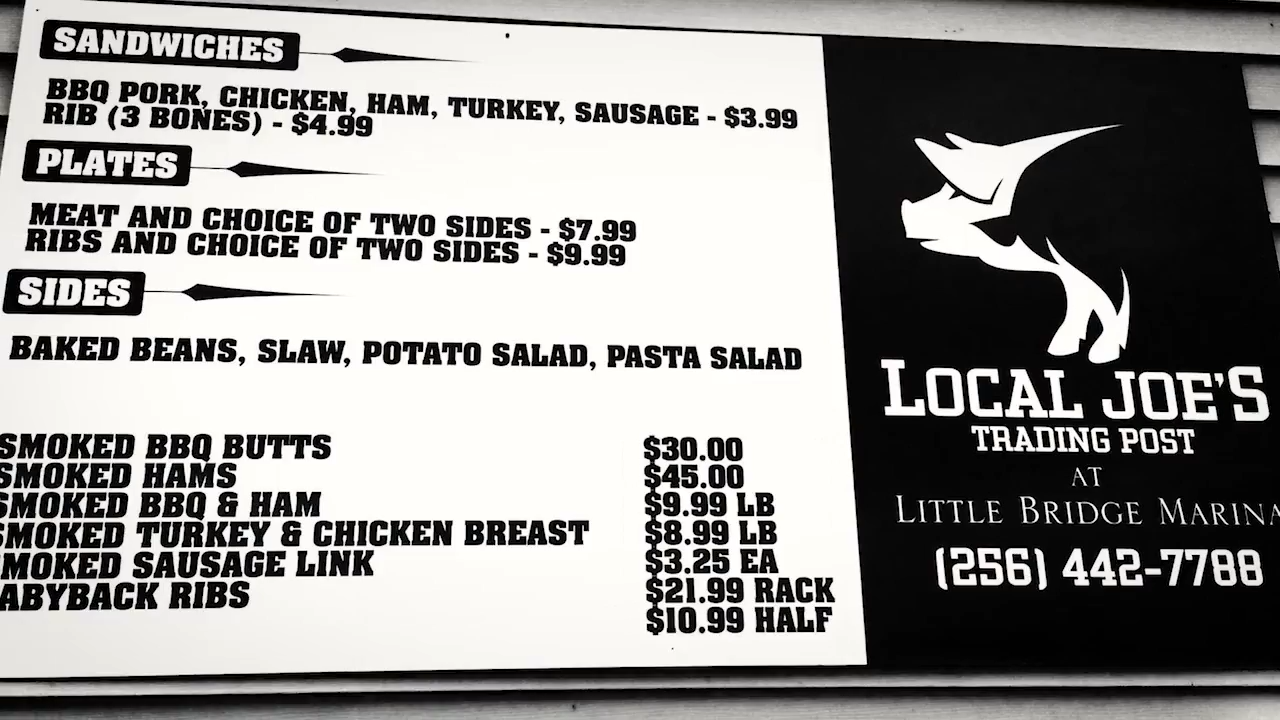 SANDWICHES
BBQ PORK, CHICKEN, HAM, TURKEY, SAUSAGE - $3.99
RIB (3 BONES) - $4.99
PLATES
MEAT AND CHOICE OF TWO SIDES - $7.99
RIBS AND CHOICE OF TWO SIDES - $9.99
SIDES
BAKED BEANS, SLAW, POTATO SALAD, PASTA SALAD
SMOKED BBQ BUTTS $30.00
SMOKED HAMS $45.00
SMOKED BBQ & HAM $9.99 LB
SMOKED TURKEY & CHICKEN BREAST $8.99 LB
MOKED SAUSAGE LINK $3.25 EA
ABYBACK RIBS $21.99 RACK
$10.99 HALF
LOCAL JOE'S
TRADING POST
AT
LITTLE BRIDGE MARINA
(256) 442-7788